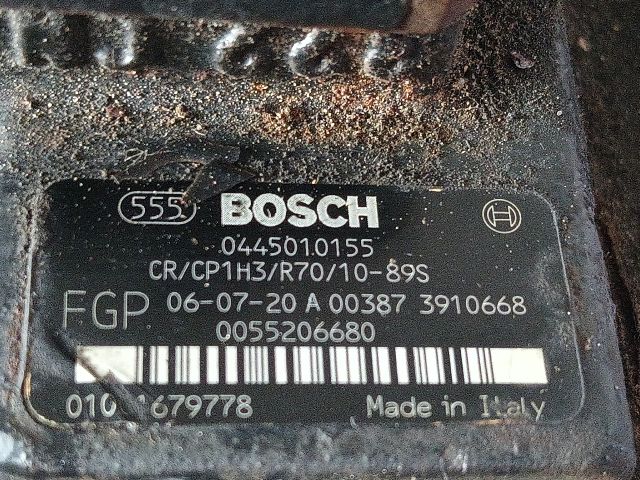 555 BOSCH
0445010155
CR/CP1H3/R70/10-89S
FGP 06-07-20 A 00387 3910668
0055206680
Made in Italy